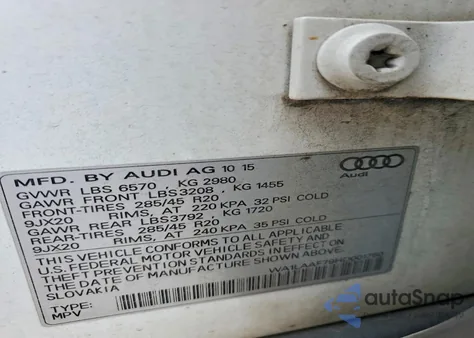 MFD. BY AUDI AG 10 15
GVWR LBS 6570 , KG 2980
GAWR FRONT LBS3208 , KG 1455
FRONT-TIRES 285/45 R20
9JX20 RIMS, AT 220 KPA 32 PSI COLD
GAWR REAR LBS3792 , KG 1720
REAR-TIRES 285/45 R20
9JX20 RIMS, AT 240 KPA 35 PSI COLD
THIS VEHICLE CONFORMS TO ALL APPLICABLE
U.S. FEDERAL MOTOR VEHICLE SAFETY AND
THEFT PREVENTION STANDARDS IN EFFECT ON
THE DATE OF MANUFACTURE SHOWN ABOVE.
SLOVAKIA
TYPE:
MPV
Audi
autoSnap